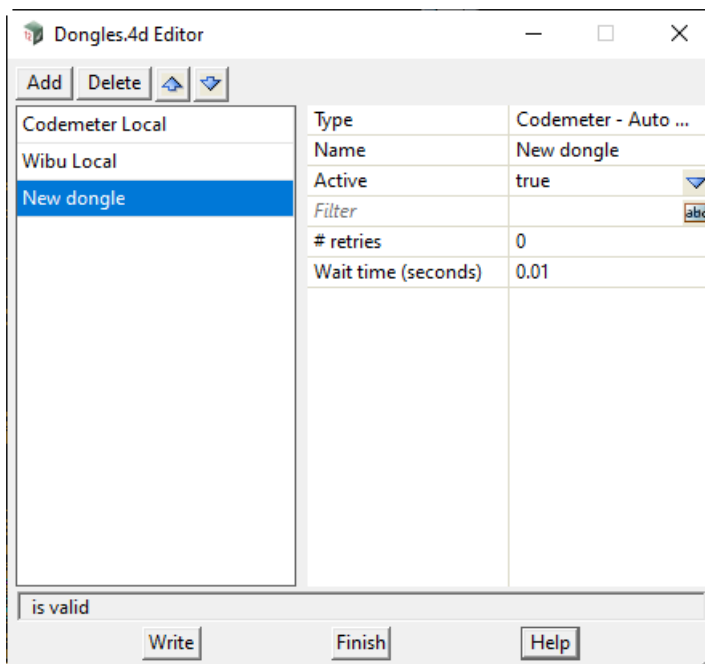 Dongles.4d Editor
Add Delete
Codemeter Local
Wibu Local
New dongle
Type Codemeter - Auto ...
Name New dongle
Active true
Filter abc
# retries 0
Wait time (seconds) 0.01
is valid
Write Finish Help